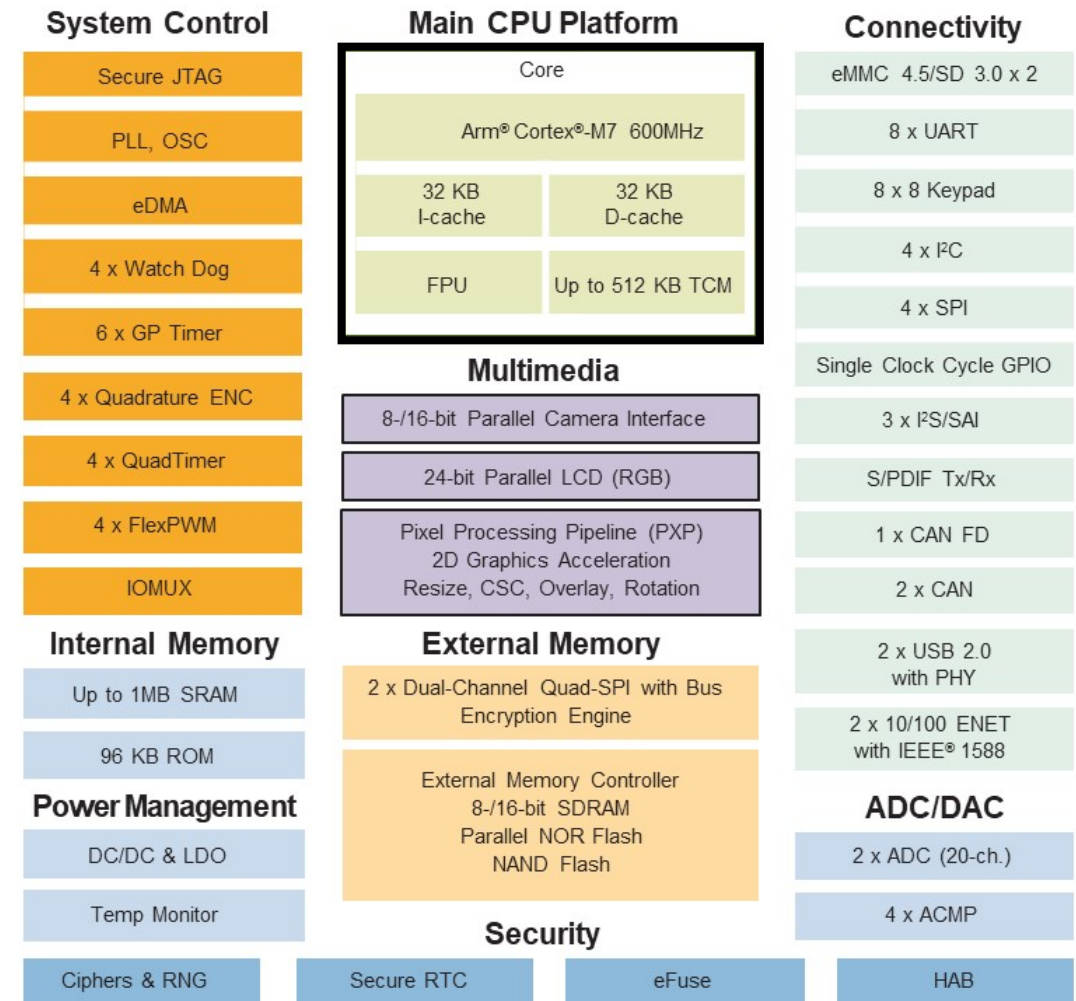 System Control
Secure JTAG
PLL, OSC
eDMA
4 x Watch Dog
6 x GP Timer
4 x Quadrature ENC
4 x QuadTimer
4 x FlexPWM
IOMUX
Internal Memory
Up to 1MB SRAM
96 KB ROM
Power Management
DC/DC & LDO
Temp Monitor
Main CPU Platform
Core
Arm® Cortex®-M7 600MHz
32 KB
I-cache
32 KB
D-cache
FPU
Up to 512 KB TCM
Multimedia
8-/16-bit Parallel Camera Interface
24-bit Parallel LCD (RGB)
Pixel Processing Pipeline (PXP)
2D Graphics Acceleration
Resize, CSC, Overlay, Rotation
External Memory
2 x Dual-Channel Quad-SPI with Bus
Encryption Engine
External Memory Controller
8-/16-bit SDRAM
Parallel NOR Flash
NAND Flash
Connectivity
eMMC 4.5/SD 3.0 x 2
8 x UART
8 x 8 Keypad
4 x I²C
4 x SPI
Single Clock Cycle GPIO
3 x I²S/SAI
S/PDIF Tx/Rx
1 x CAN FD
2 x CAN
2 x USB 2.0
with PHY
2 x 10/100 ENET
with IEEE® 1588
ADC/DAC
2 x ADC (20-ch.)
4 x ACMP
Security
Ciphers & RNG
Secure RTC
eFuse
HAB